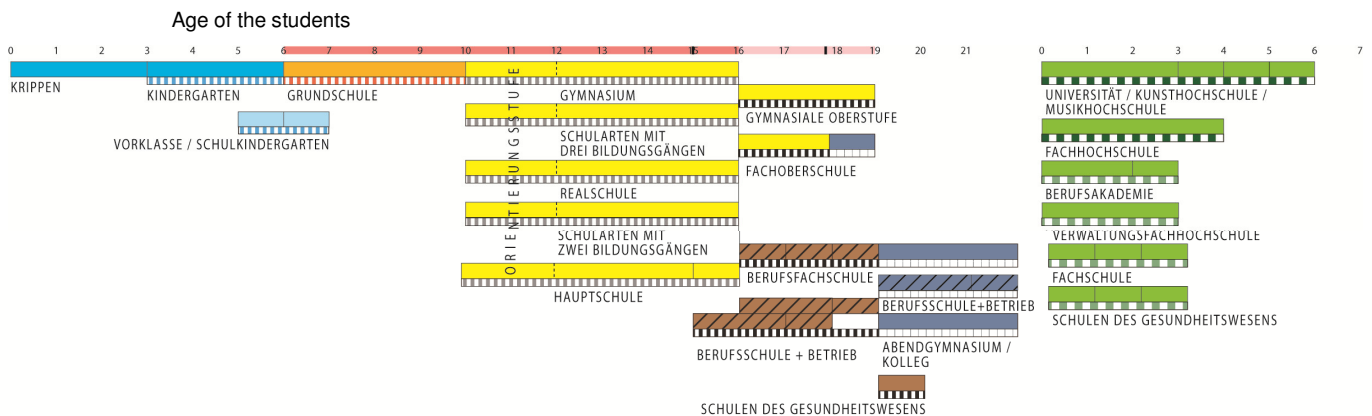 Age of the students
0 1 2 3 4 5 6 7 8 9 10 11 12 13 14 15 16 17 18 19 20 21 0 1 2 3 4 5 6 7
KRIPPEN
KINDERGARTEN
GRUNDSCHULE
VORKLASSE / SCHULKINDERGARTEN
ORIENTIERUNGSSTUFE
GYMNASIUM
SCHULARTEN MIT
DREI BILDUNGSGÄNGEN
REALSCHULE
SCHULARTEN MIT
ZWEI BILDUNGSGÄNGEN
HAUPTSCHULE
GYMNASIALE OBERSTUFE
FACHOBERSCHULE
BERUFSFACHSCHULE
BERUFSSCHULE+BETRIEB
BERUFSSCHULE + BETRIEB
ABENDGYMNASIUM /
KOLLEG
SCHULEN DES GESUNDHEITSWESENS
UNIVERSITÄT / KUNSTHOCHSCHULE /
MUSIKHOCHSCHULE
FACHHOCHSCHULE
BERUFSAKADEMIE
VERWALTUNGSFACHHOCHSCHULE
FACHSCHULE
SCHULEN DES GESUNDHEITSWESENS